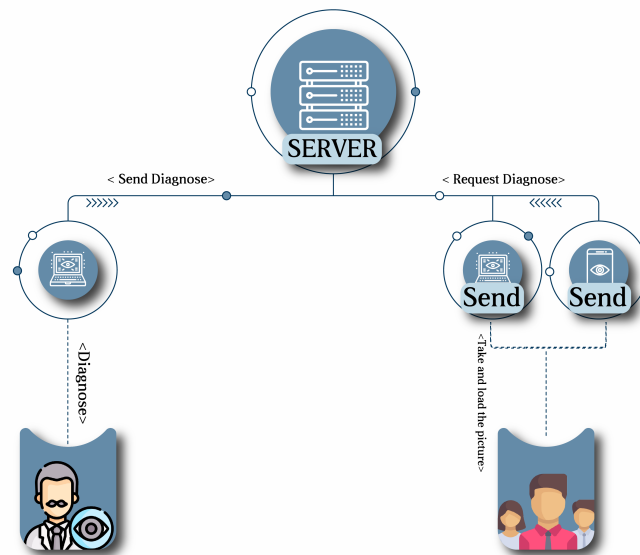 SERVER
< Send Diagnose>
< Request Diagnose>
Send
Send
<Diagnose>
<Take and load the picture>